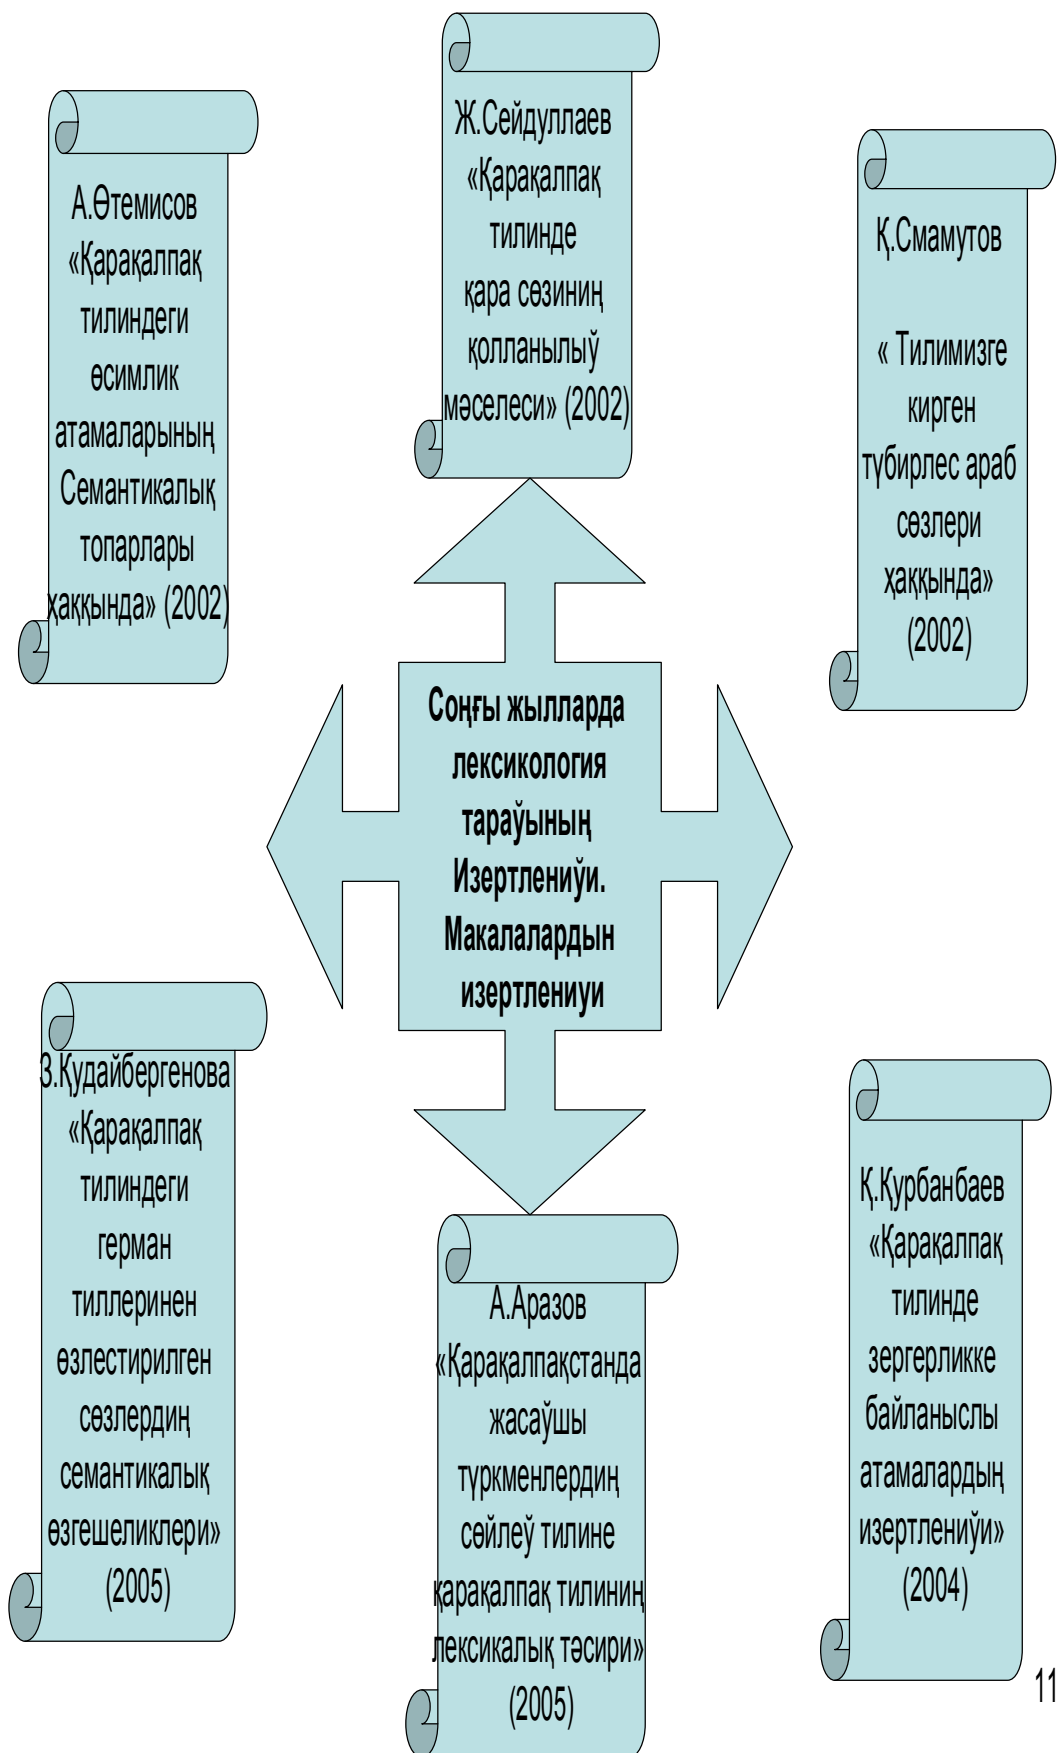 А.Өтемисов
«Қарақалпақ
тилиндеги
өсимлик
атамаларының
Семантикалық
топарлары
ҳаққында» (2002)
Ж.Сейдуллаев
«Қарақалпақ
тилинде
қара сөзиниң
қолланылыў
мәселеси» (2002)
Қ.Смамутов
« Тилимизге
кирген
түбирлес араб
сөзлери
ҳаққында»
(2002)
Соңғы жылларда
лексикология
тараўының
Изертлениўи.
Макалалардын
изертлениуи
З.Қудайбергенова
«Қарақалпақ
тилиндеги
герман
тиллеринен
өзлестирилген
сөзлердиң
семантикалық
өзгешеликлери»
(2005)
А.Аразов
«Қарақалпақстанда
жасаўшы
түркменлердиң
сөйлеў тилине
қарақалпақ тилиниң
лексикалық тәсири»
(2005)
Қ.Қурбанбаев
«Қарақалпақ
тилинде
зергерликке
байланыслы
атамалардың
изертлениўи»
(2004)
11